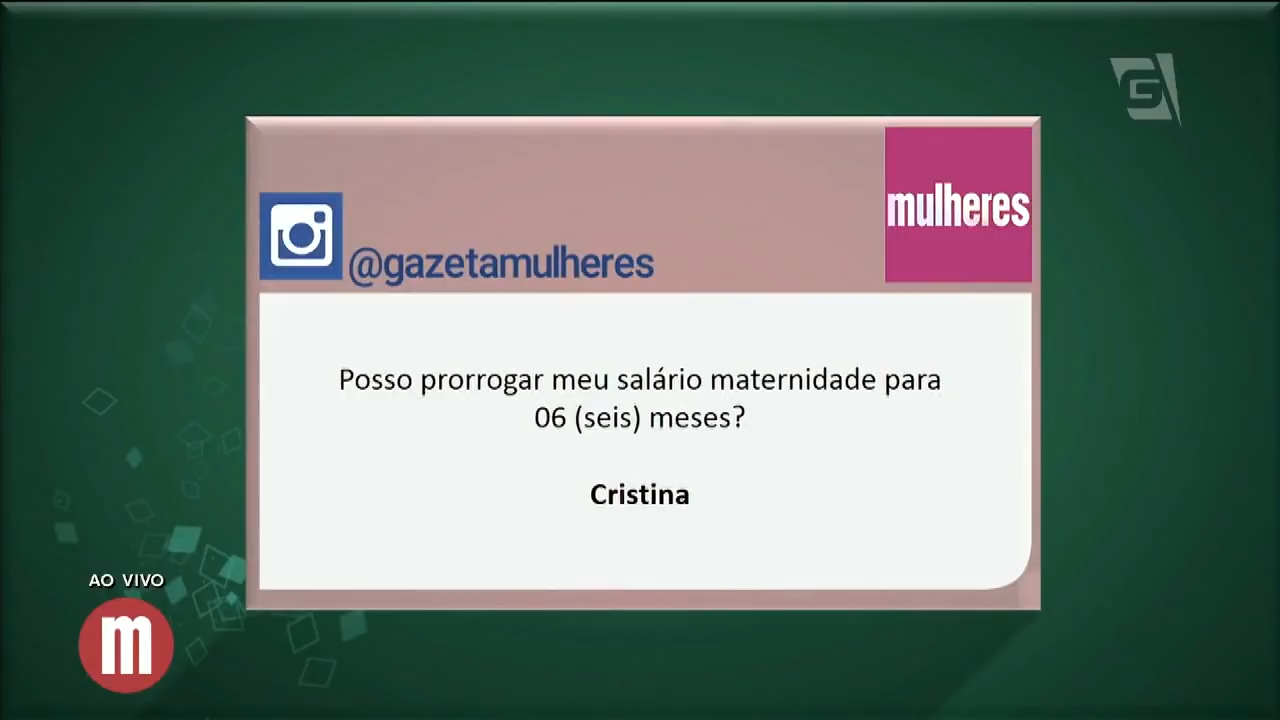 @gazetamulheres
mulheres
Posso prorrogar meu salário maternidade para
06 (seis) meses?
Cristina
AO VIVO
m
G